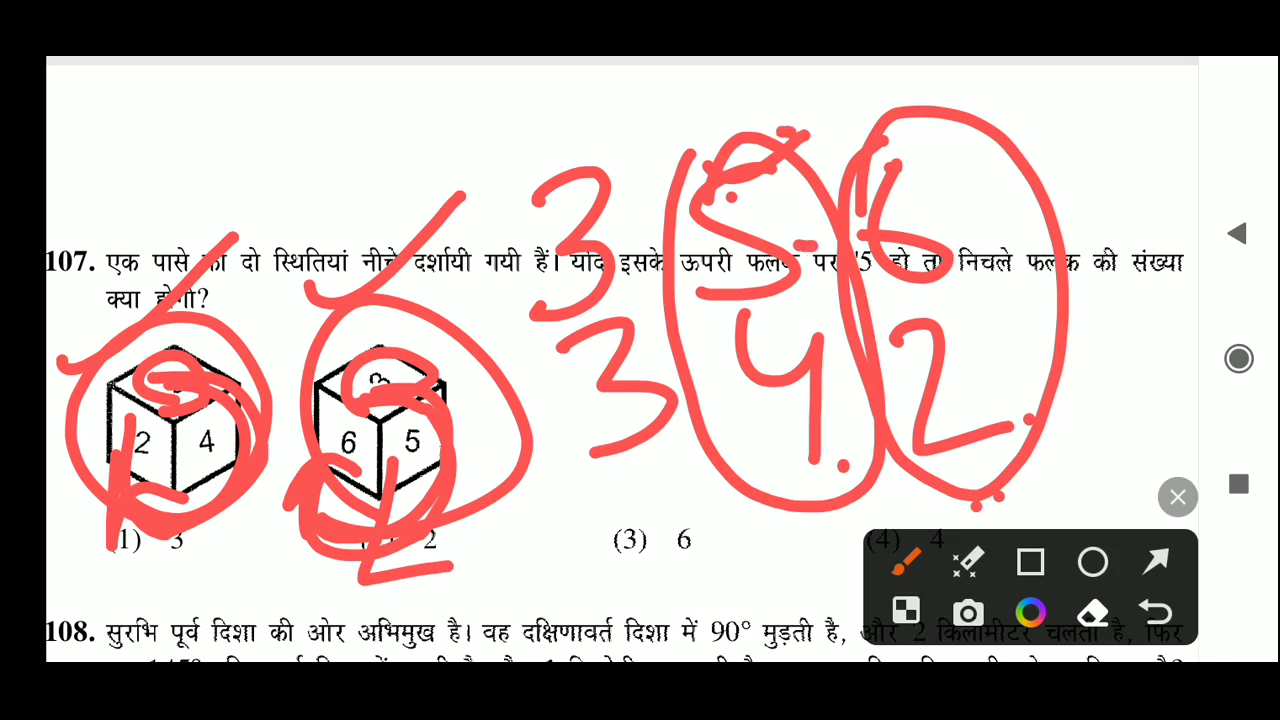 3 5 6
107. एक पासे की दो स्थितियां नीचे दर्शायी गयी हैं। यदि इसके ऊपरी फलक पर '5' हो तो निचले फलक की संख्या
क्या होगी?
3 4 2
3
2 4 6 5
(1) 3 2 (3) 6 (4) 4
108. सुरभि पूर्व दिशा की ओर अभिमुख है। वह दक्षिणावर्त दिशा में 90° मुड़ती है, और 2 किलोमीटर चलती है, फिर